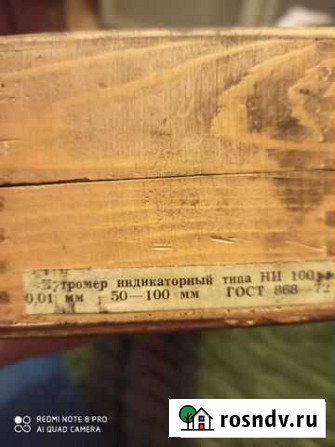 тромер индикаторный типа НИ 100
0,01 мм 50—100 мм ГОСТ 868—72
REDMI NOTE 8 PRO
AI QUAD CAMERA
rosndv.ru